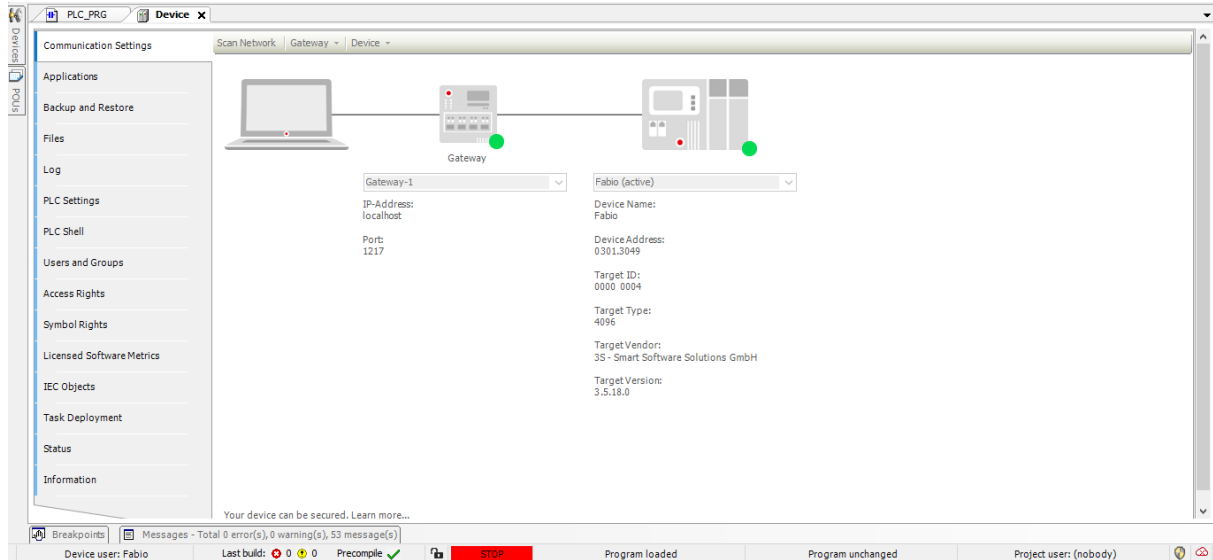 PLC_PRG
Device
Devices
POUs
Communication Settings
Applications
Backup and Restore
Files
Log
PLC Settings
PLC Shell
Users and Groups
Access Rights
Symbol Rights
Licensed Software Metrics
IEC Objects
Task Deployment
Status
Information
Scan Network Gateway Device
Gateway
Gateway-1
IP-Address:
localhost
Port:
1217
Fabio (active)
Device Name:
Fabio
Device Address:
0301.3049
Target ID:
0000 0004
Target Type:
4096
Target Vendor:
3S - Smart Software Solutions GmbH
Target Version:
3.5.18.0
Your device can be secured. Learn more...
Breakpoints
Messages - Total 0 error(s), 0 warning(s), 53 message(s)
Device user: Fabio Last build: 0 0 Precompile STOP Program loaded Program unchanged Project user: (nobody)